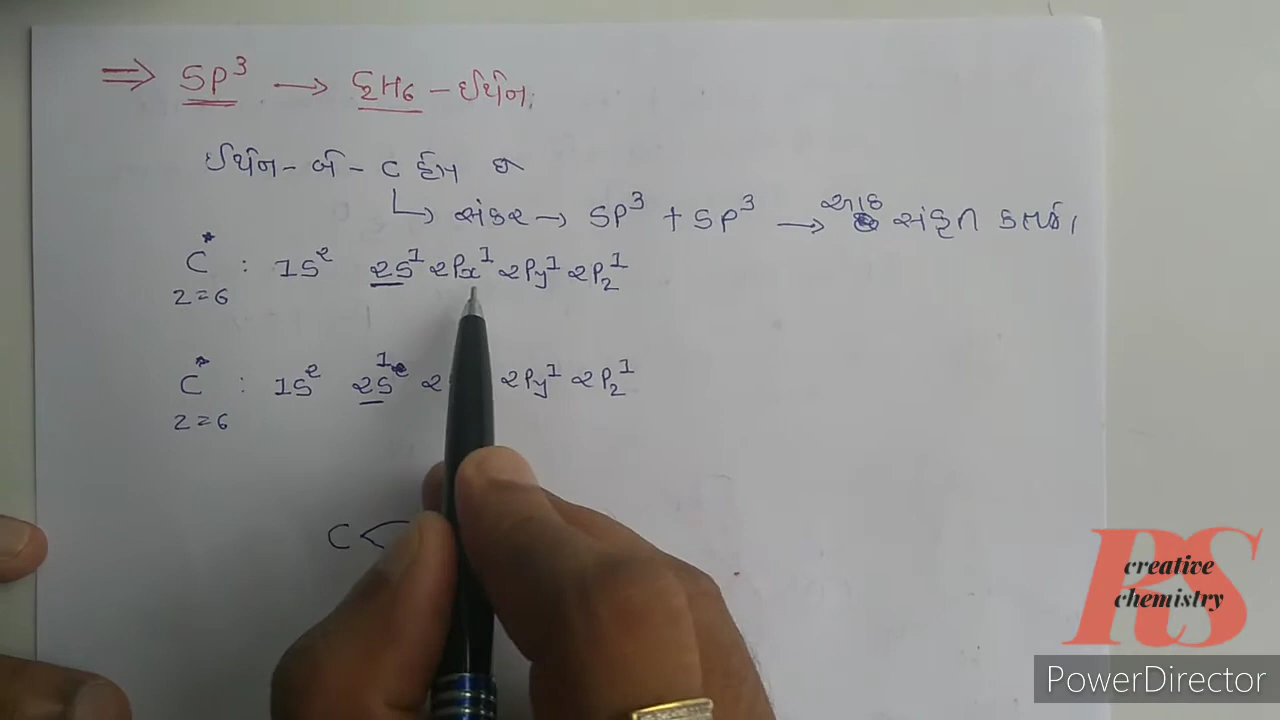 ⇒ SP³ → C₂H₆ - ઈથેન
ઈથેન - બે - C હોય છે
↳ સંકર → SP³ + SP³ → આઠ સંકૃત કક્ષકો
C* : 1S² 2S¹ 2Px¹ 2Py¹ 2Pz¹
Z=6
C* : 1S² 2S¹ 2 2Py¹ 2Pz¹
Z=6
C
creative
chemistry
RS
PowerDirector